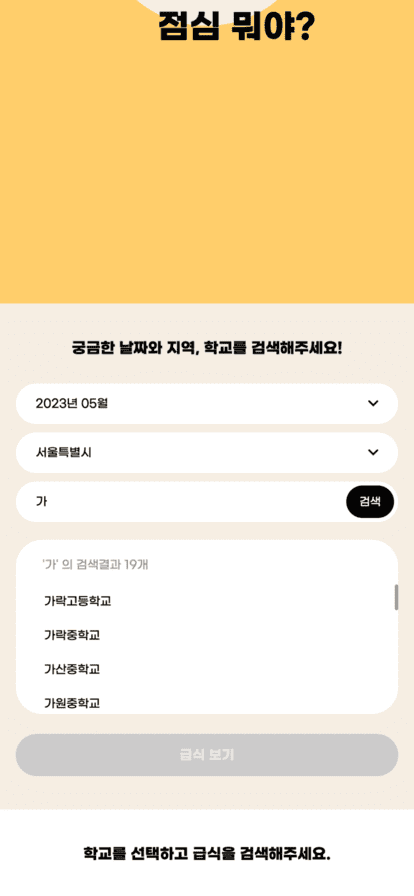 점심 뭐야?
궁금한 날짜와 지역, 학교를 검색해주세요!
2023년 05월
서울특별시
가
검색
'가' 의 검색결과 19개
가락고등학교
가락중학교
가산중학교
가원중학교
급식 보기
학교를 선택하고 급식을 검색해주세요.